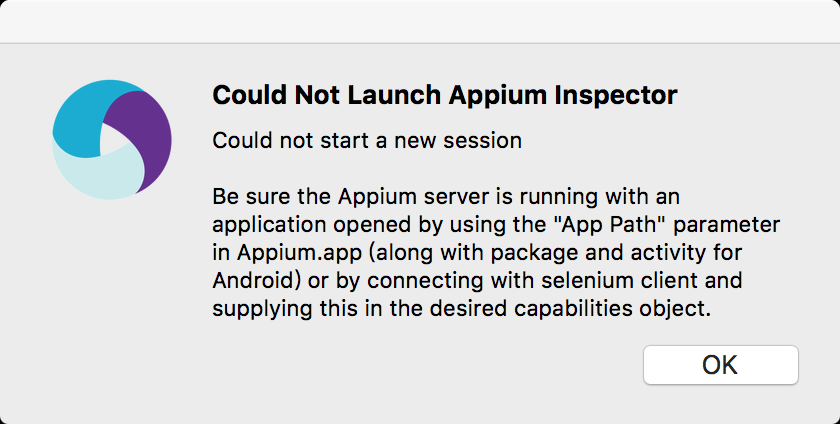 Could Not Launch Appium Inspector
Could not start a new session
Be sure the Appium server is running with an
application opened by using the "App Path" parameter
in Appium.app (along with package and activity for
Android) or by connecting with selenium client and
supplying this in the desired capabilities object.
OK